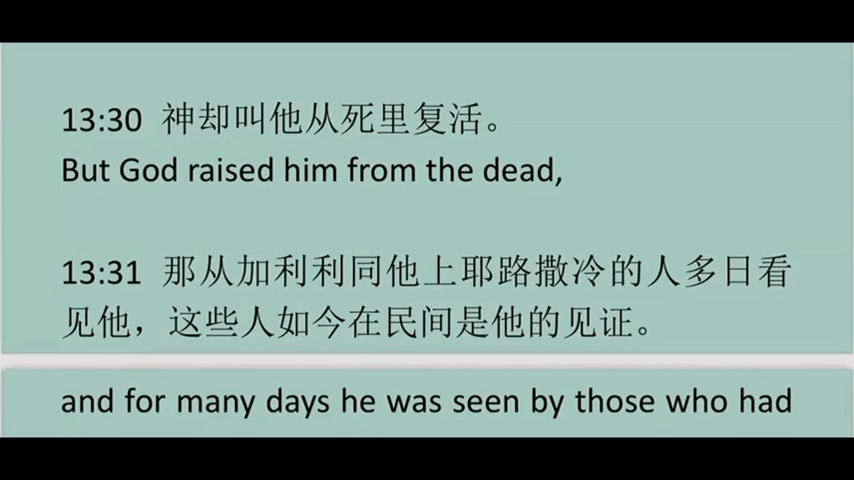 13:30 神却叫他从死里复活。
But God raised him from the dead,
13:31 那从加利利同他上耶路撒冷的人多日看
见他，这些人如今在民间是他的见证。
and for many days he was seen by those who had